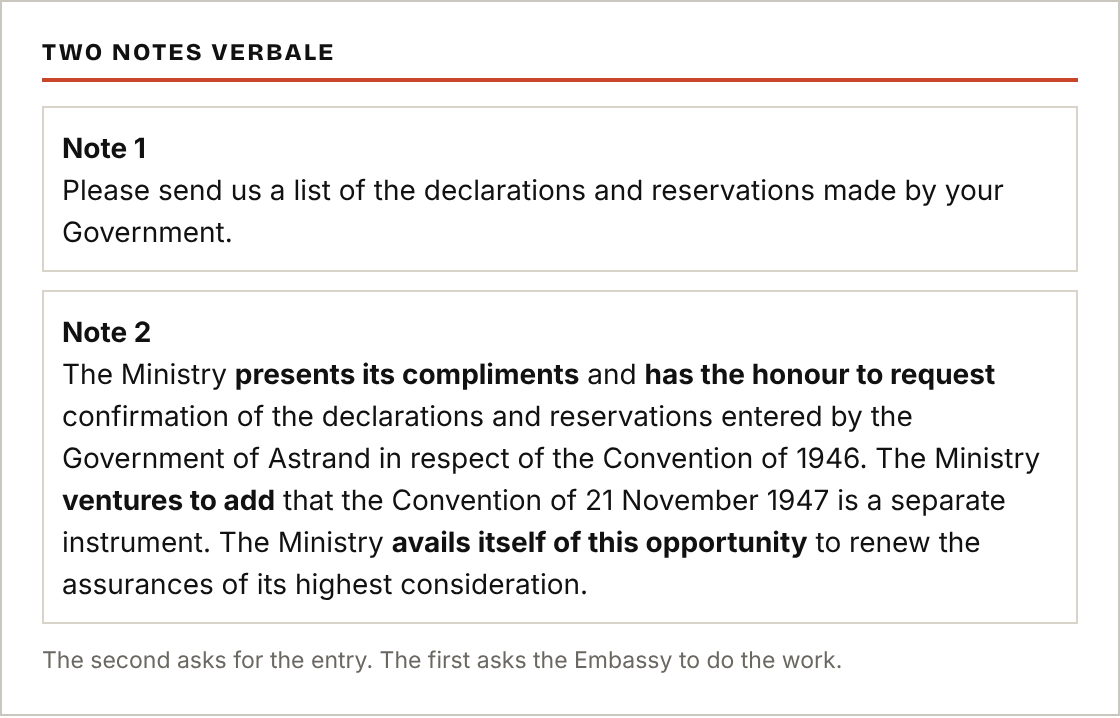 TWO NOTES VERBALE
Note 1
Please send us a list of the declarations and reservations made by your
Government.
Note 2
The Ministry presents its compliments and has the honour to request
confirmation of the declarations and reservations entered by the
Government of Astrand in respect of the Convention of 1946. The Ministry
ventures to add that the Convention of 21 November 1947 is a separate
instrument. The Ministry avails itself of this opportunity to renew the
assurances of its highest consideration.
The second asks for the entry. The first asks the Embassy to do the work.